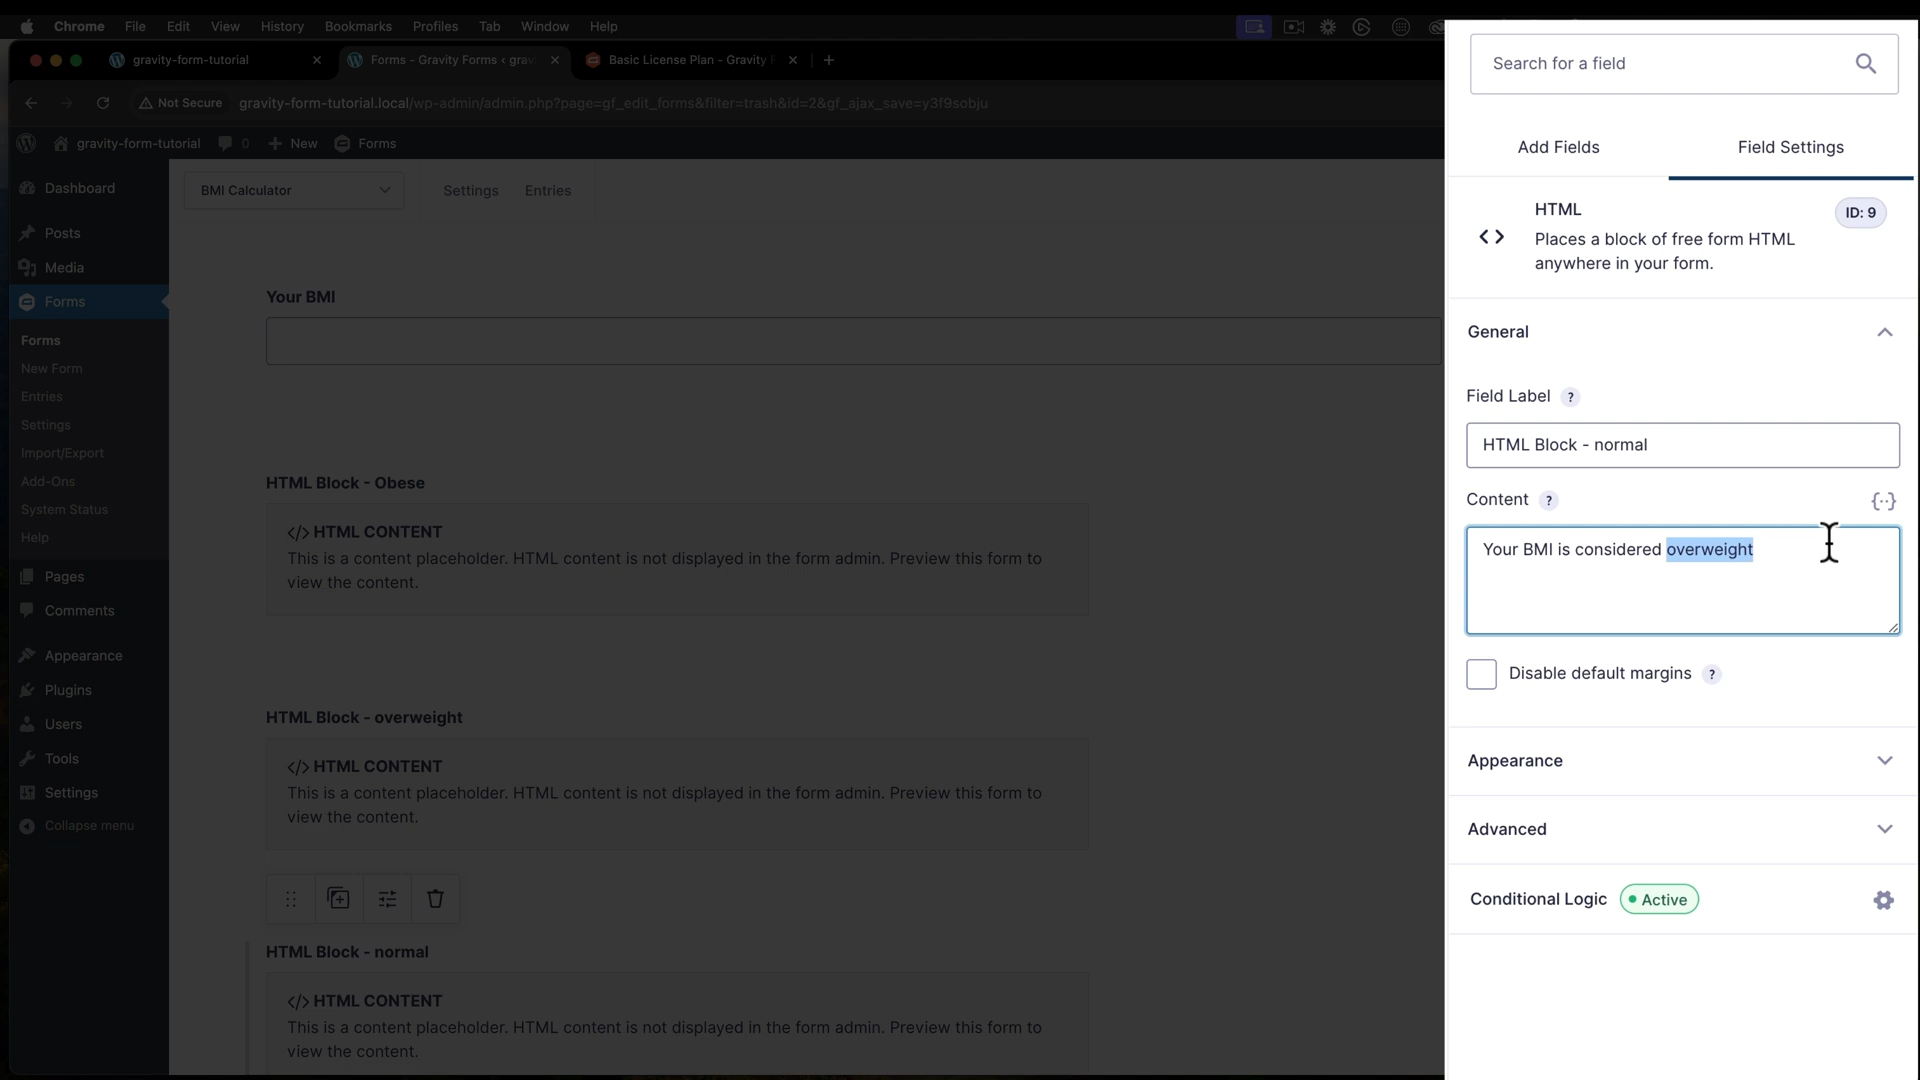 Chrome File Edit View History Bookmarks Profiles Tab Window Help
gravity-form-tutorial
Forms - Gravity Forms ‹ grav
Basic License Plan - Gravity F
Not Secure gravity-form-tutorial.local/wp-admin/admin.php?page=gf_edit_forms&filter=trash&id=2&gf_ajax_save=y3f9sobju
gravity-form-tutorial 0 New Forms
Dashboard
Posts
Media
Forms
Forms
New Form
Entries
Settings
Import/Export
Add-Ons
System Status
Help
Pages
Comments
Appearance
Plugins
Users
Tools
Settings
Collapse menu
BMI Calculator Settings Entries
Your BMI
HTML Block - Obese
</> HTML CONTENT
This is a content placeholder. HTML content is not displayed in the form admin. Preview this form to
view the content.
HTML Block - overweight
</> HTML CONTENT
This is a content placeholder. HTML content is not displayed in the form admin. Preview this form to
view the content.
HTML Block - normal
</> HTML CONTENT
This is a content placeholder. HTML content is not displayed in the form admin. Preview this form to
view the content.
Search for a field
Add Fields Field Settings
HTML ID: 9
Places a block of free form HTML
anywhere in your form.
General
Field Label ?
HTML Block - normal
Content ? {··}
Your BMI is considered overweight
Disable default margins ?
Appearance
Advanced
Conditional Logic Active